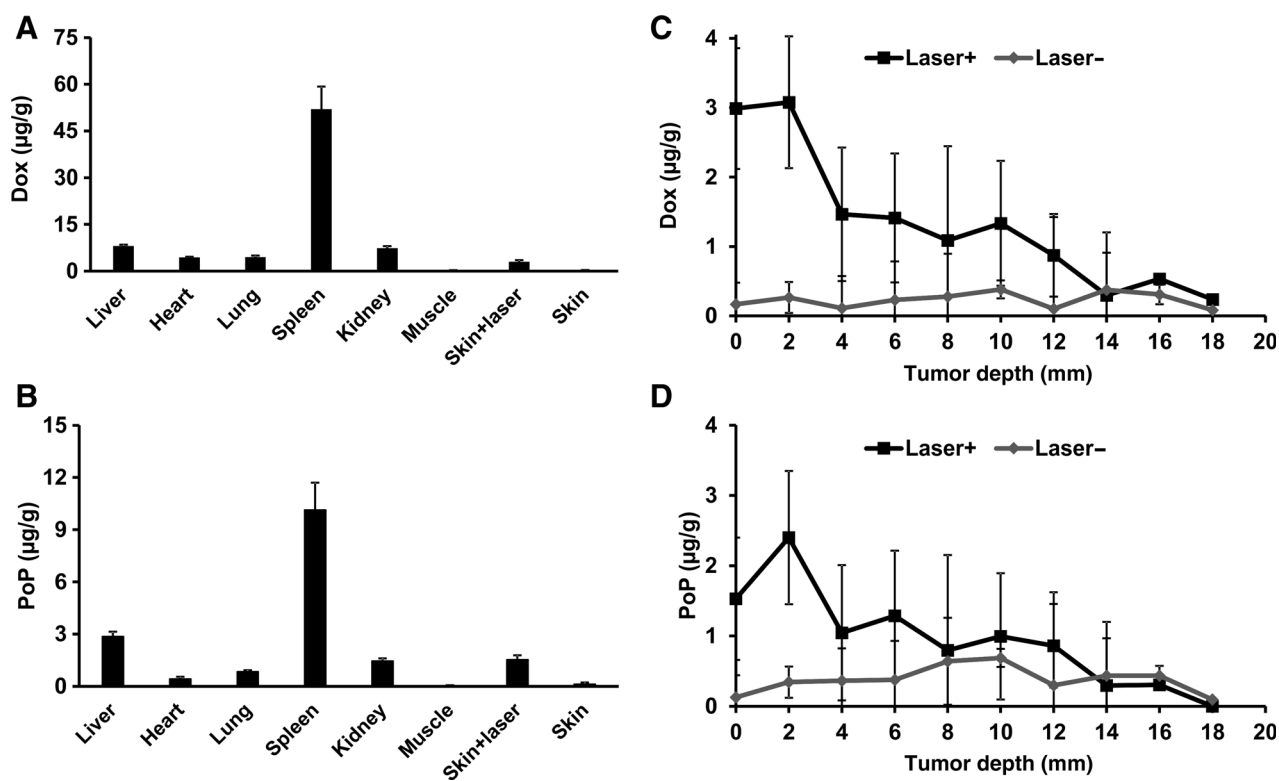 A
Dox (µg/g)
75
60
45
30
15
0
Liver
Heart
Lung
Spleen
Kidney
Muscle
Skin+laser
Skin
B
PoP (µg/g)
15
12
9
6
3
0
Liver
Heart
Lung
Spleen
Kidney
Muscle
Skin+laser
Skin
C
Laser+ Laser–
Dox (µg/g)
4
3
2
1
0
0 2 4 6 8 10 12 14 16 18 20
Tumor depth (mm)
D
Laser+ Laser–
PoP (µg/g)
4
3
2
1
0
0 2 4 6 8 10 12 14 16 18 20
Tumor depth (mm)